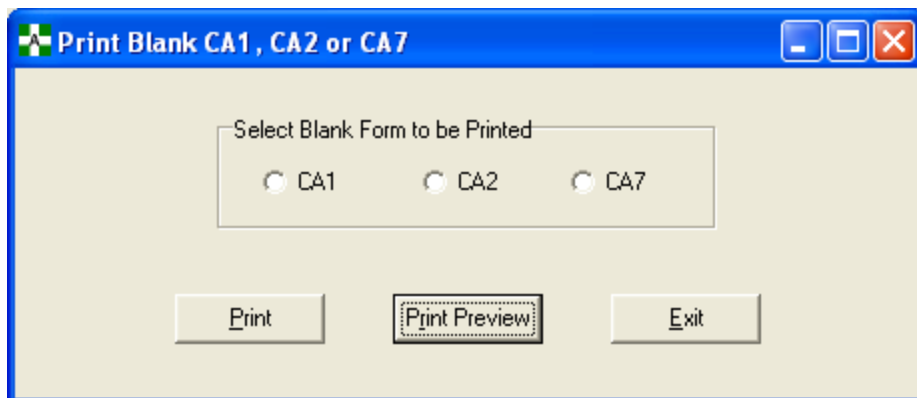 A Print Blank CA1, CA2 or CA7
Select Blank Form to be Printed
CA1 CA2 CA7
Print Print Preview Exit